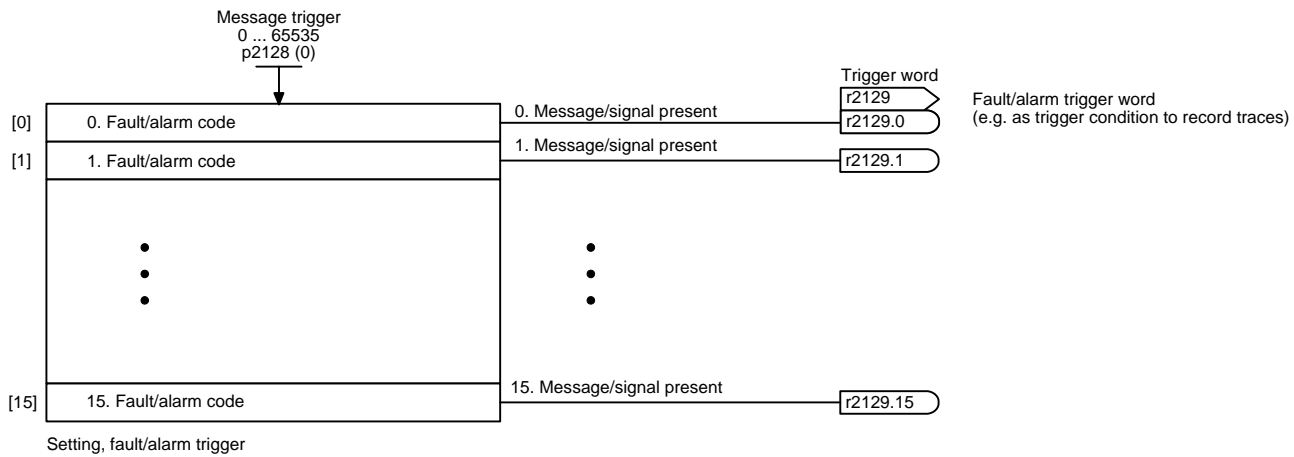 Message trigger
0 ... 65535
p2128 (0)
Trigger word
r2129
Fault/alarm trigger word
(e.g. as trigger condition to record traces)
[0]
0. Fault/alarm code
0. Message/signal present
r2129.0
[1]
1. Fault/alarm code
1. Message/signal present
r2129.1
[15]
15. Fault/alarm code
15. Message/signal present
r2129.15
Setting, fault/alarm trigger